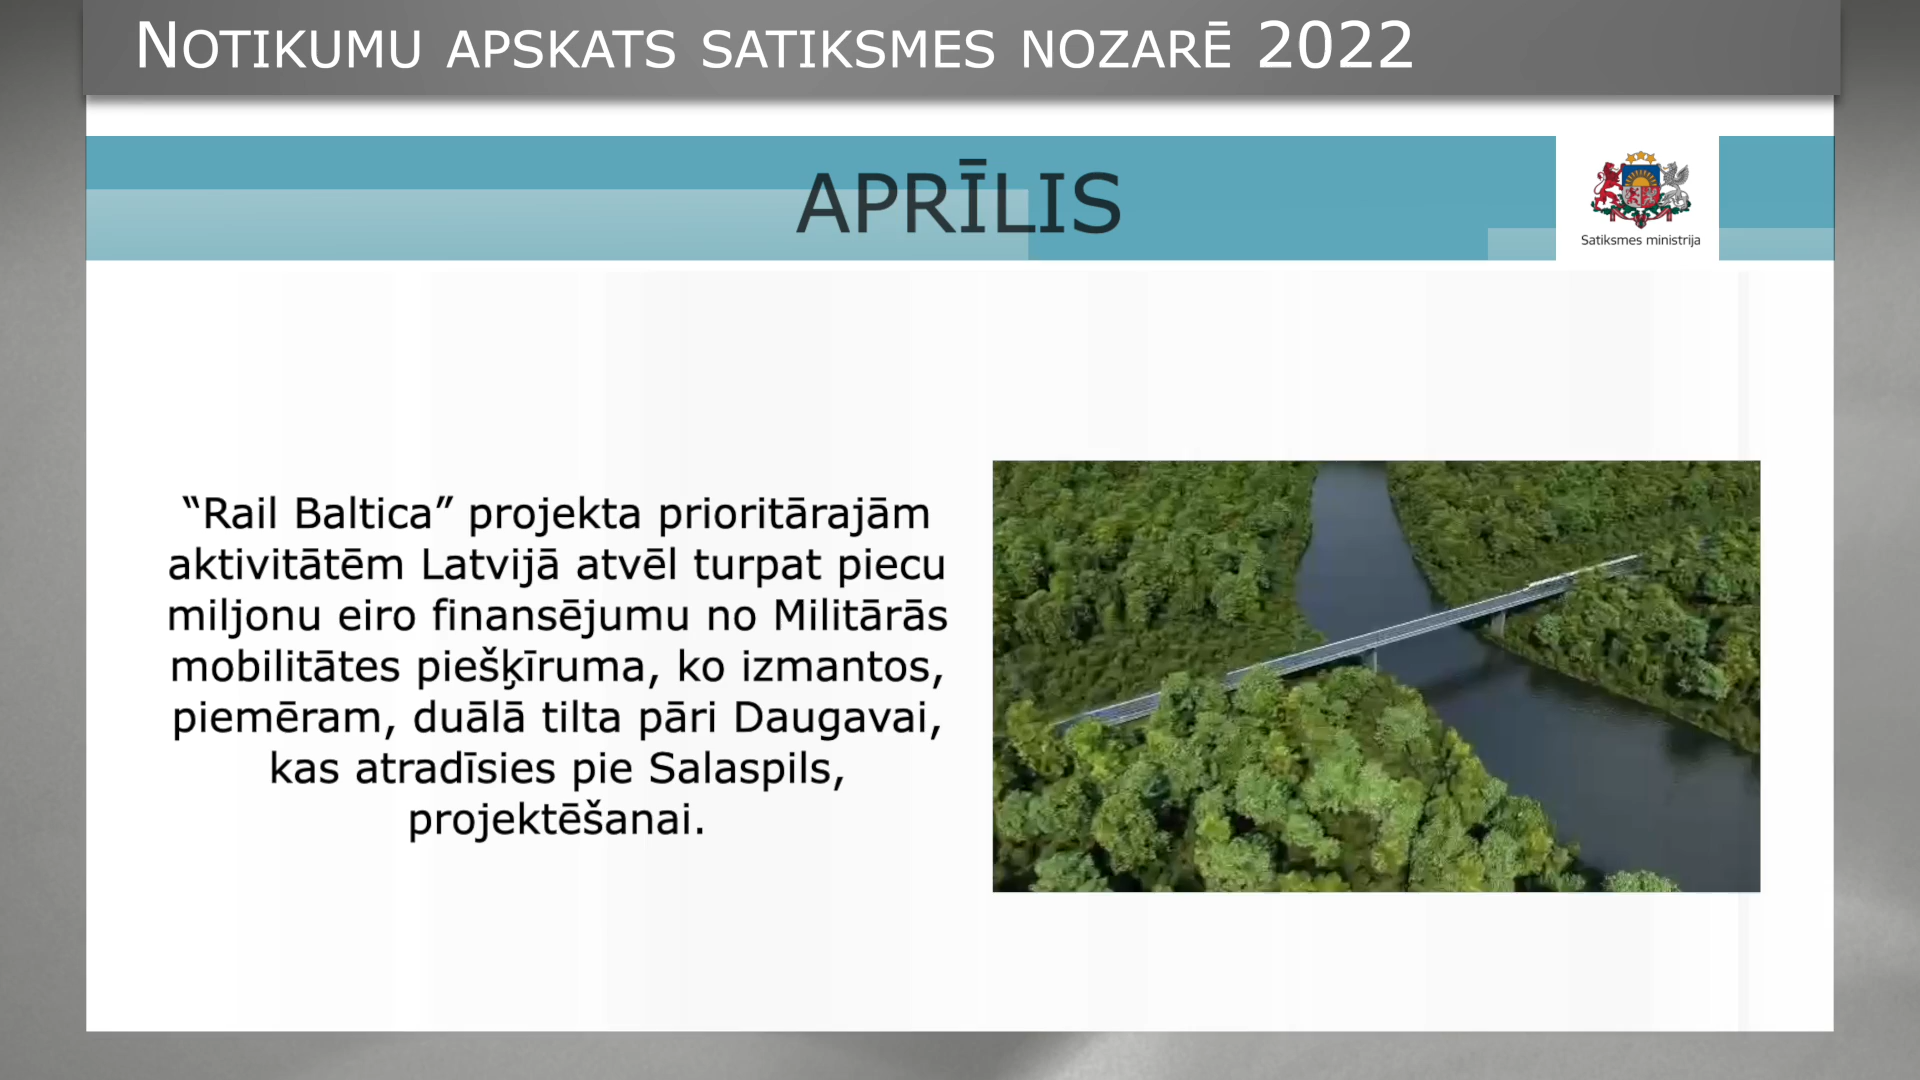 NOTIKUMU APSKATS SATIKSMES NOZARĒ 2022
APRĪLIS
Satiksmes ministrija
“Rail Baltica” projekta prioritārajām
aktivitātēm Latvijā atvēl turpat piecu
miljonu eiro finansējumu no Militārās
mobilitātes piešķīruma, ko izmantos,
piemēram, duālā tilta pāri Daugavai,
kas atradīsies pie Salaspils,
projektēšanai.